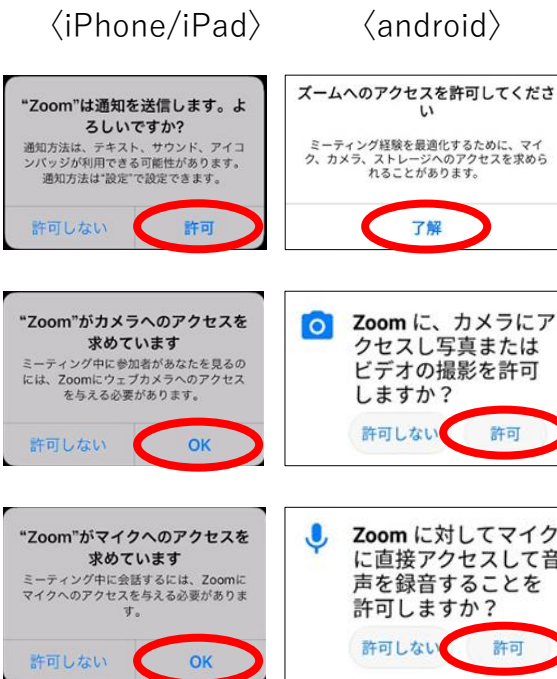 〈iPhone/iPad〉
〈android〉
“Zoom”は通知を送信します。よ
ろしいですか?
通知方法は、テキスト、サウンド、アイコ
ンバッジが利用できる可能性があります。
通知方法は“設定”で設定できます。
許可しない
許可
ズームへのアクセスを許可してくださ
い
ミーティング経験を最適化するために、マイ
ク、カメラ、ストレージへのアクセスを求めら
れることがあります。
了解
“Zoom”がカメラへのアクセスを
求めています
ミーティング中に参加者があなたを見るの
には、Zoomにウェブカメラへのアクセス
を与える必要があります。
許可しない
OK
Zoom に、カメラにア
クセスし写真または
ビデオの撮影を許可
しますか？
許可しない
許可
“Zoom”がマイクへのアクセスを
求めています
ミーティング中に会話するには、Zoomに
マイクへのアクセスを与える必要がありま
す。
許可しない
OK
Zoom に対してマイク
に直接アクセスして音
声を録音することを
許可しますか？
許可しない
許可